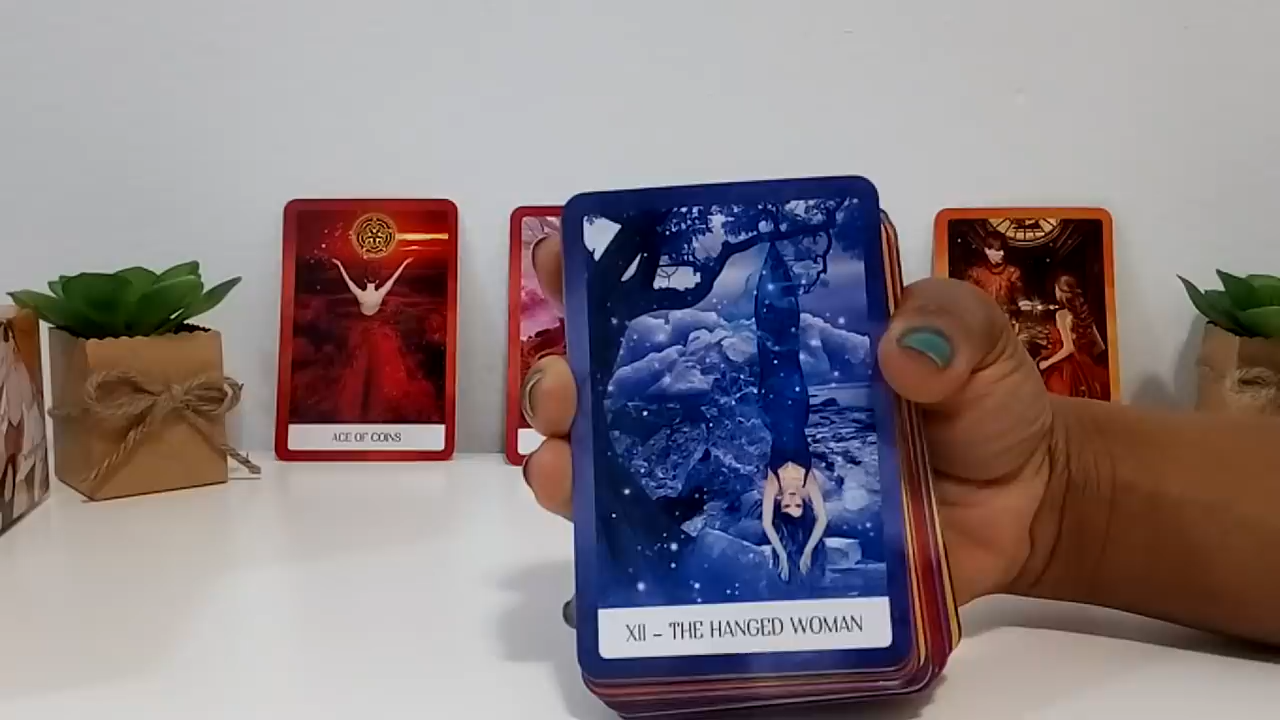 ACE OF COINS
XII – THE HANGED WOMAN